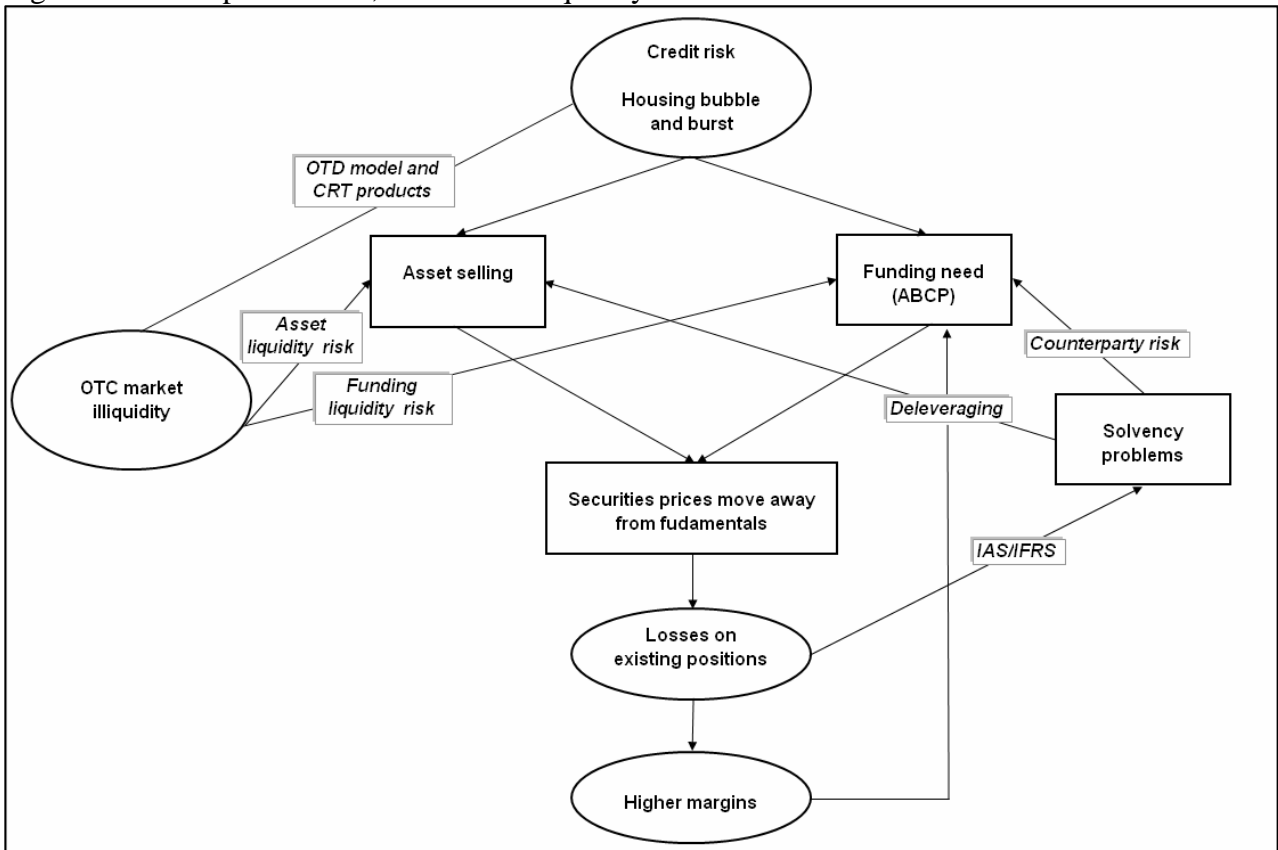 Credit risk
Housing bubble
and burst
OTD model and
CRT products
Asset selling
Funding need
(ABCP)
Asset
liquidity risk
Counterparty risk
OTC market
illiquidity
Funding
liquidity risk
Deleveraging
Solvency
problems
Securities prices move away
from fudamentals
IAS/IFRS
Losses on
existing positions
Higher margins